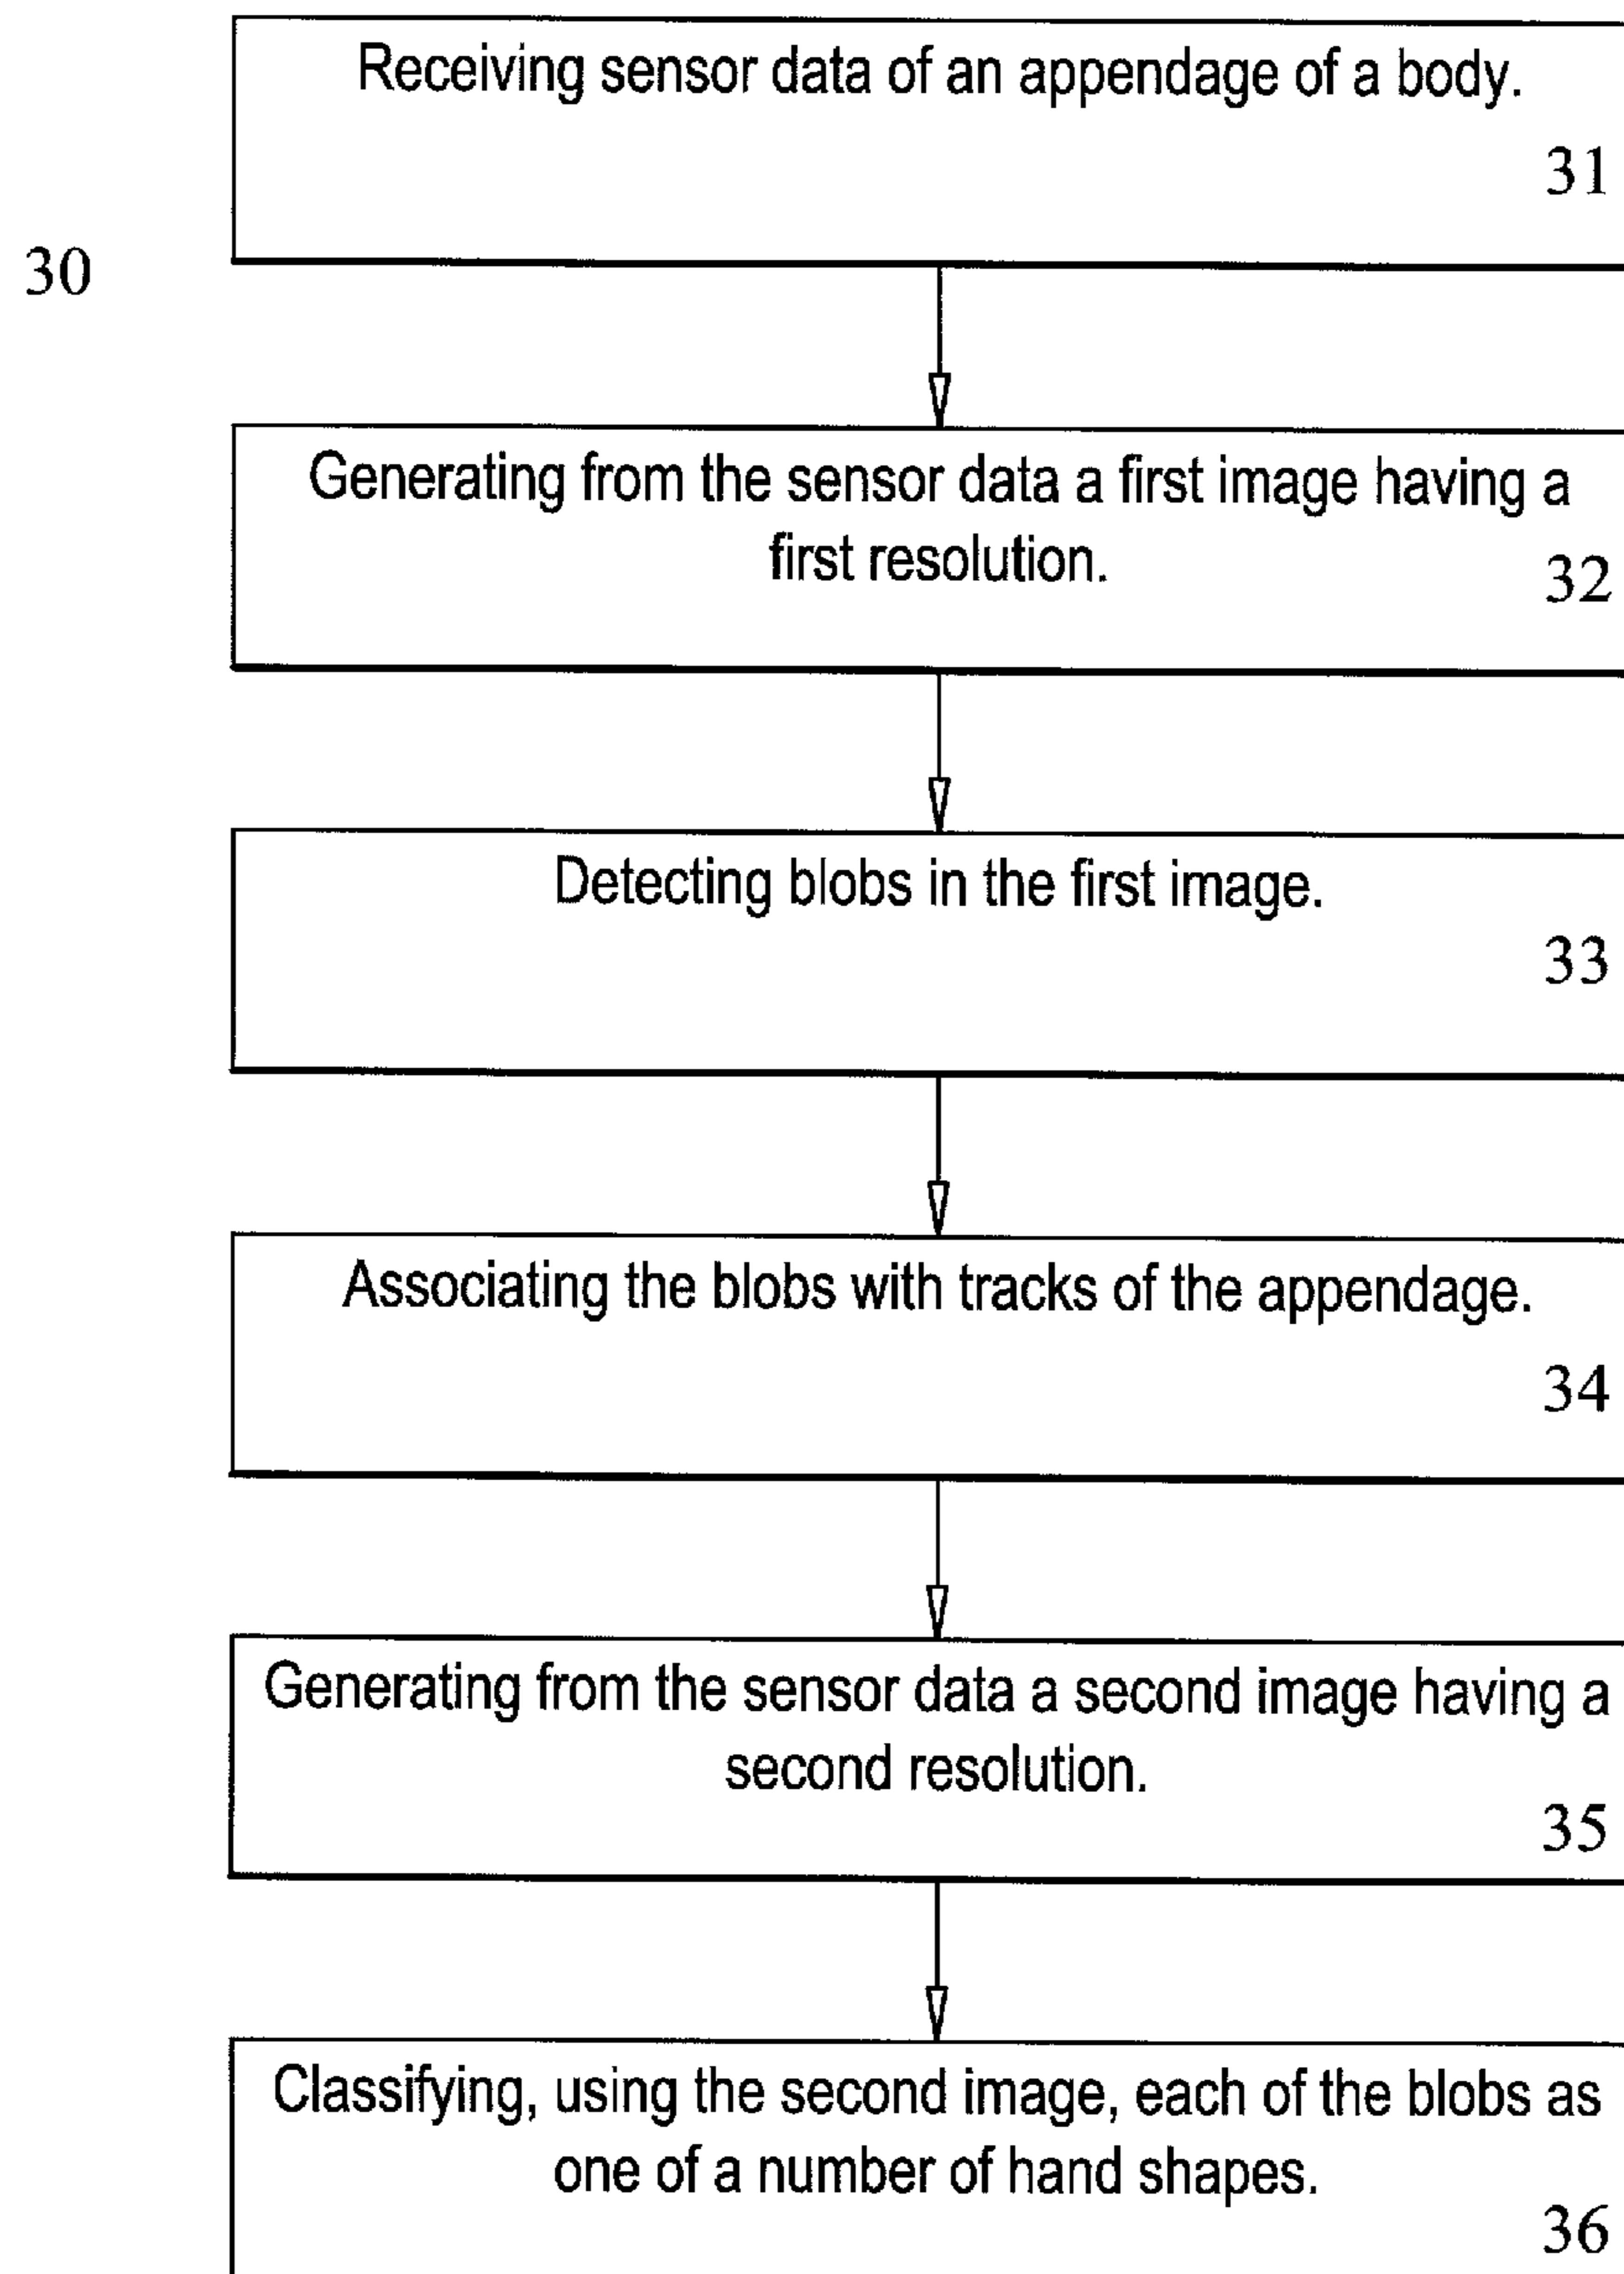 Receiving sensor data of an appendage of a body.
31
30
Generating from the sensor data a first image having a
first resolution.
32
Detecting blobs in the first image.
33
Associating the blobs with tracks of the appendage.
34
Generating from the sensor data a second image having a
second resolution.
35
Classifying, using the second image, each of the blobs as
one of a number of hand shapes.
36